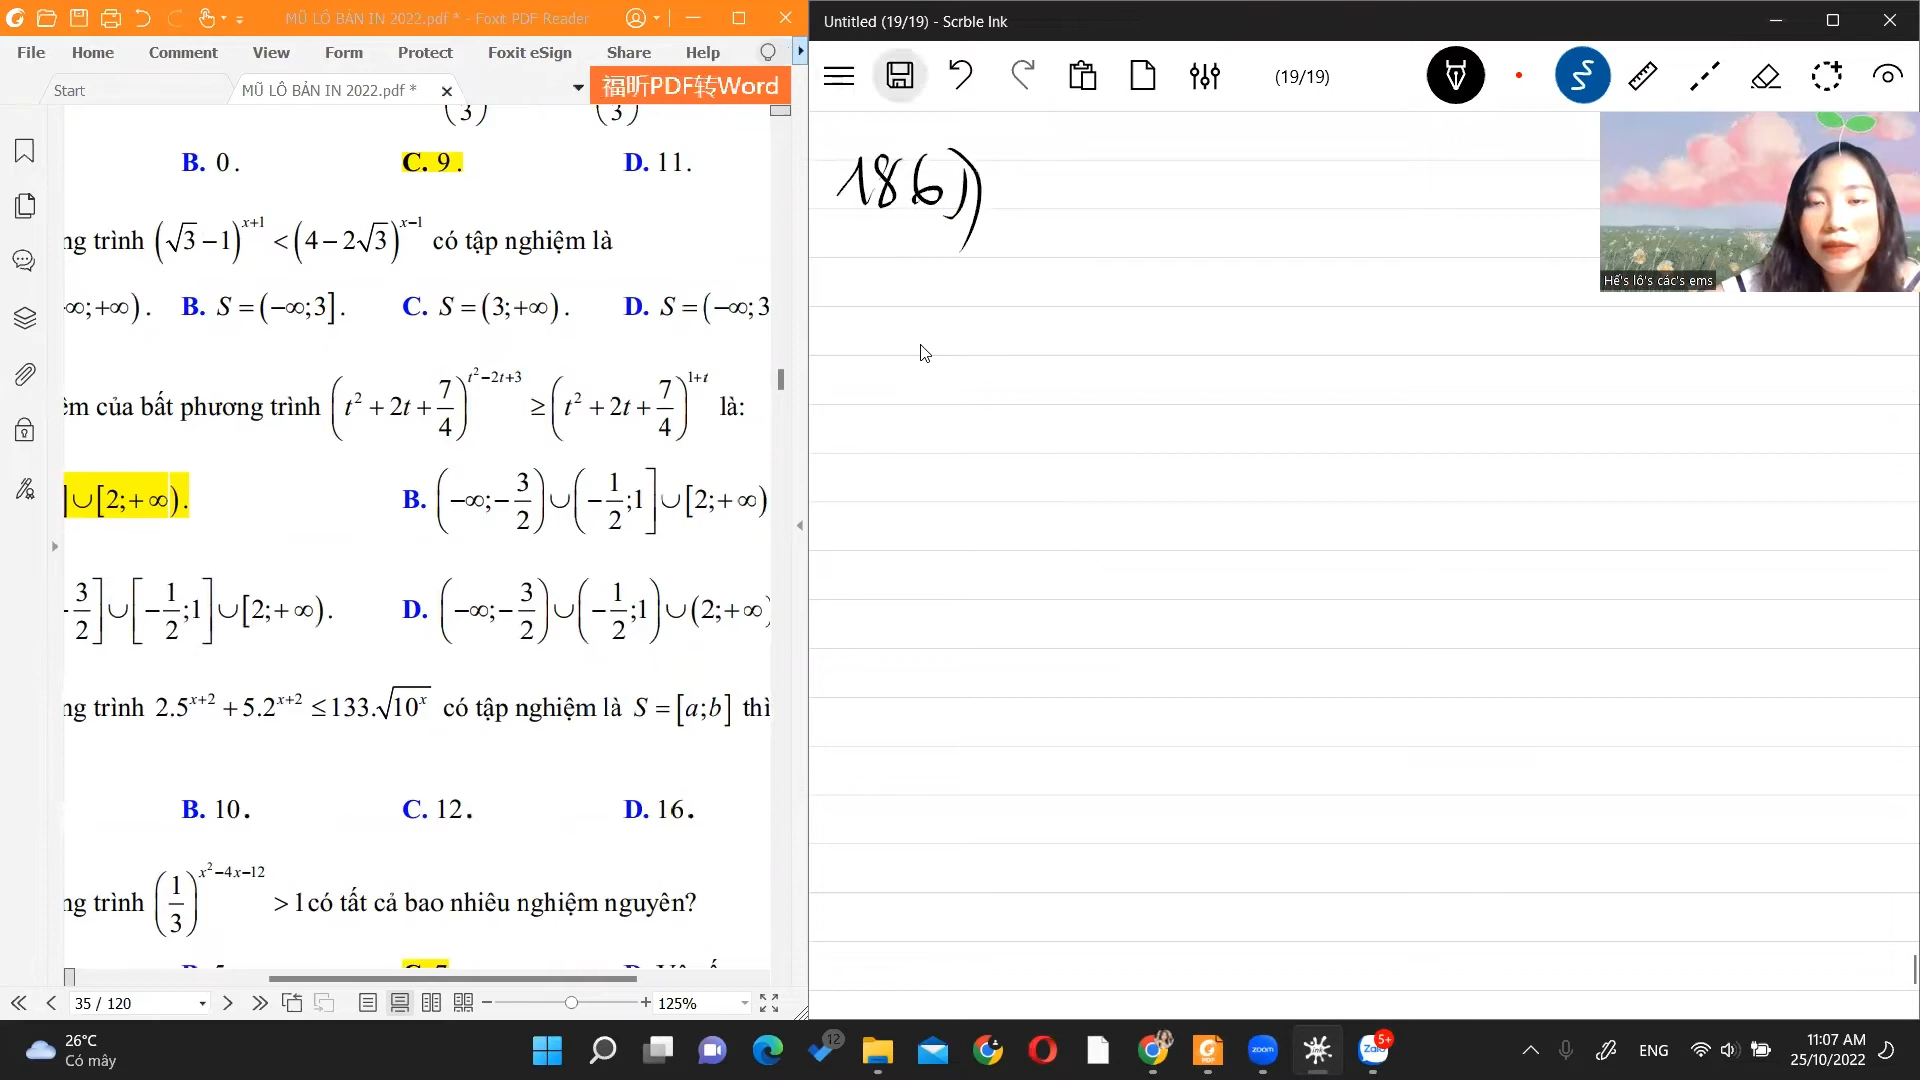 MŨ LÔ BẢN IN 2022.pdf * - Foxit PDF Reader
File Home Comment View Form Protect Foxit eSign Share Help
Start MŨ LÔ BẢN IN 2022.pdf * 福昕PDF转Word
(3) (3)
B. 0. C. 9. D. 11.
ng trình (√3 − 1)^{x+1} < (4 − 2√3)^{x−1} có tập nghiệm là
∞; +∞). B. S = (−∞;3]. C. S = (3;+∞). D. S = (−∞;3
ệm của bất phương trình (t² + 2t + 7/4)^{t²−2t+3} ≥ (t² + 2t + 7/4)^{1+t} là:
] ∪ [2;+∞). B. (−∞;−3/2) ∪ (−1/2;1] ∪ [2;+∞)
3/2] ∪ [−1/2;1] ∪ [2;+∞). D. (−∞;−3/2) ∪ (−1/2;1) ∪ (2;+∞)
ng trình 2.5^{x+2} + 5.2^{x+2} ≤ 133.√(10^x) có tập nghiệm là S = [a;b] thì
B. 10. C. 12. D. 16.
ng trình (1/3)^{x²−4x−12} > 1 có tất cả bao nhiêu nghiệm nguyên?
35 / 120 125%
Untitled (19/19) - Scrble Ink
(19/19)
186)
Hế's lô's các's ems
26°C
Có mây
12
zoom
Zalo
5+
ENG
11:07 AM
25/10/2022